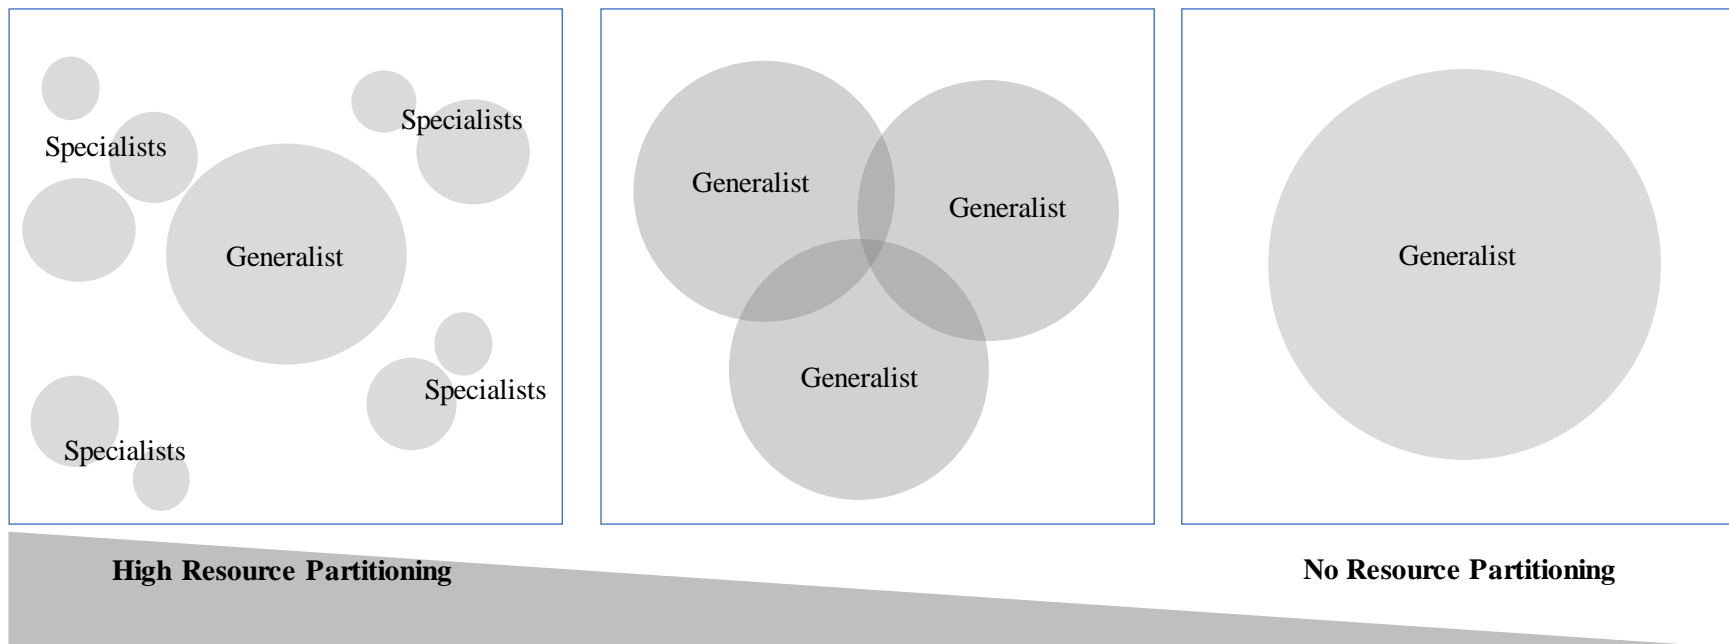 Specialists
Specialists
Generalist
Specialists
Specialists
Generalist
Generalist
Generalist
Generalist
High Resource Partitioning
No Resource Partitioning